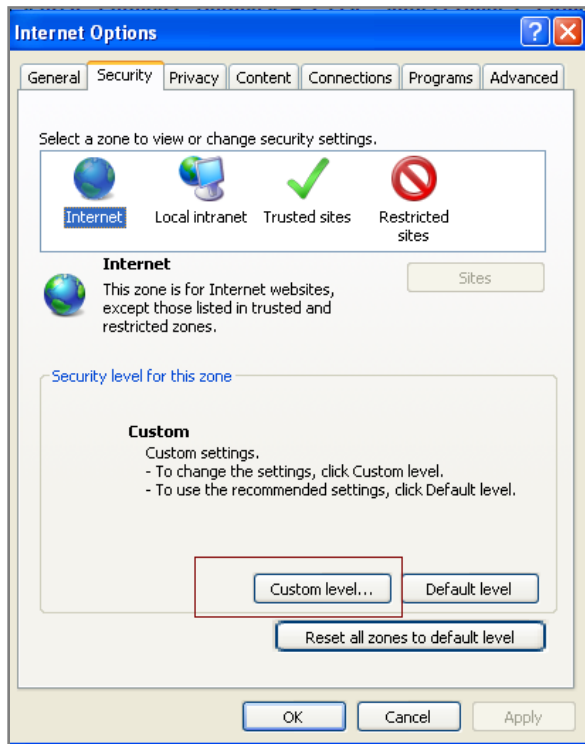 Internet Options
General Security Privacy Content Connections Programs Advanced
Select a zone to view or change security settings.
Internet Local intranet Trusted sites Restricted
sites
Internet
Sites
This zone is for Internet websites,
except those listed in trusted and
restricted zones.
Security level for this zone
Custom
Custom settings.
- To change the settings, click Custom level.
- To use the recommended settings, click Default level.
Custom level... Default level
Reset all zones to default level
OK Cancel Apply